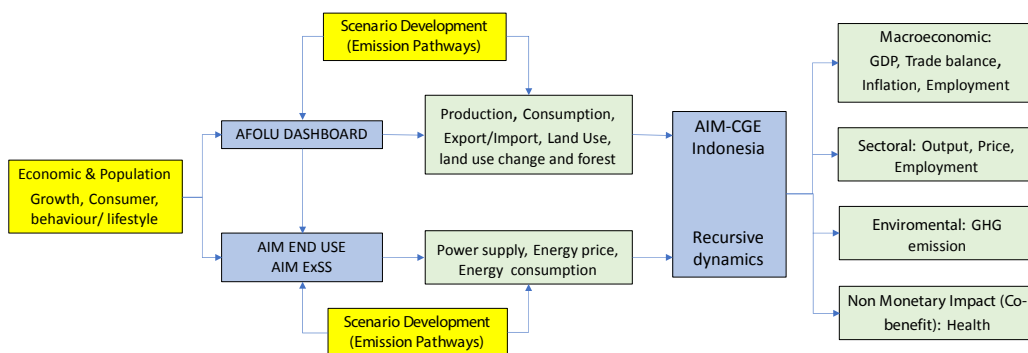 Scenario Development
(Emission Pathways)
Macroeconomic:
GDP, Trade balance,
Inflation, Employment
AFOLU DASHBOARD
Production, Consumption,
Export/Import, Land Use,
land use change and forest
AIM-CGE
Indonesia
Recursive
dynamics
Sectoral: Output, Price,
Employment
Economic & Population
Growth, Consumer,
behaviour/ lifestyle
AIM END USE
AIM ExSS
Power supply, Energy price,
Energy consumption
Enviromental: GHG
emission
Scenario Development
(Emission Pathways)
Non Monetary Impact (Co-
benefit): Health